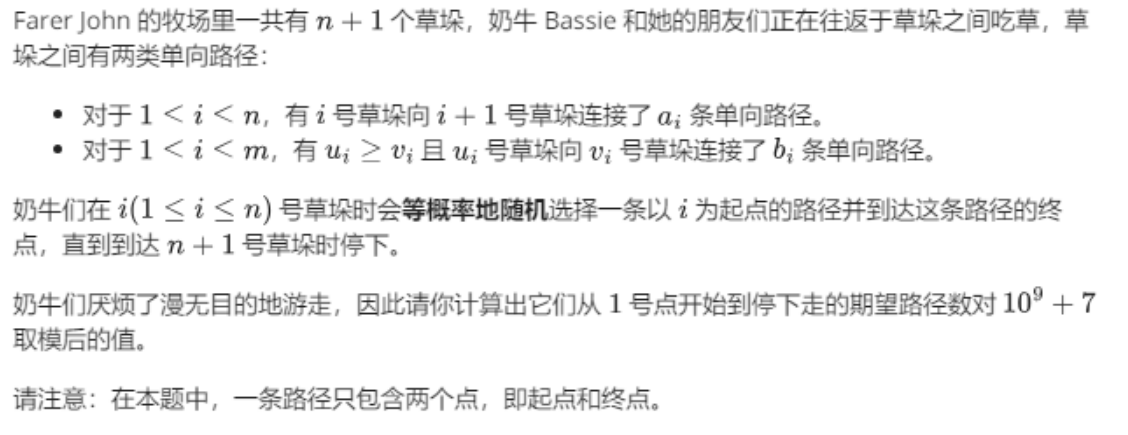 Farer John 的牧场里一共有 n + 1 个草垛，奶牛 Bassie 和她的朋友们正在往返于草垛之间吃草，草
垛之间有两类单向路径：
• 对于 1 < i < n，有 i 号草垛向 i + 1 号草垛连接了 a_i 条单向路径。
• 对于 1 < i < m，有 u_i ≥ v_i 且 u_i 号草垛向 v_i 号草垛连接了 b_i 条单向路径。
奶牛们在 i(1 ≤ i ≤ n) 号草垛时会等概率地随机选择一条以 i 为起点的路径并到达这条路径的终
点，直到到达 n + 1 号草垛时停下。
奶牛们厌烦了漫无目的地游走，因此请你计算出它们从 1 号点开始到停下走的期望路径数对 10^9 + 7
取模后的值。
请注意：在本题中，一条路径只包含两个点，即起点和终点。